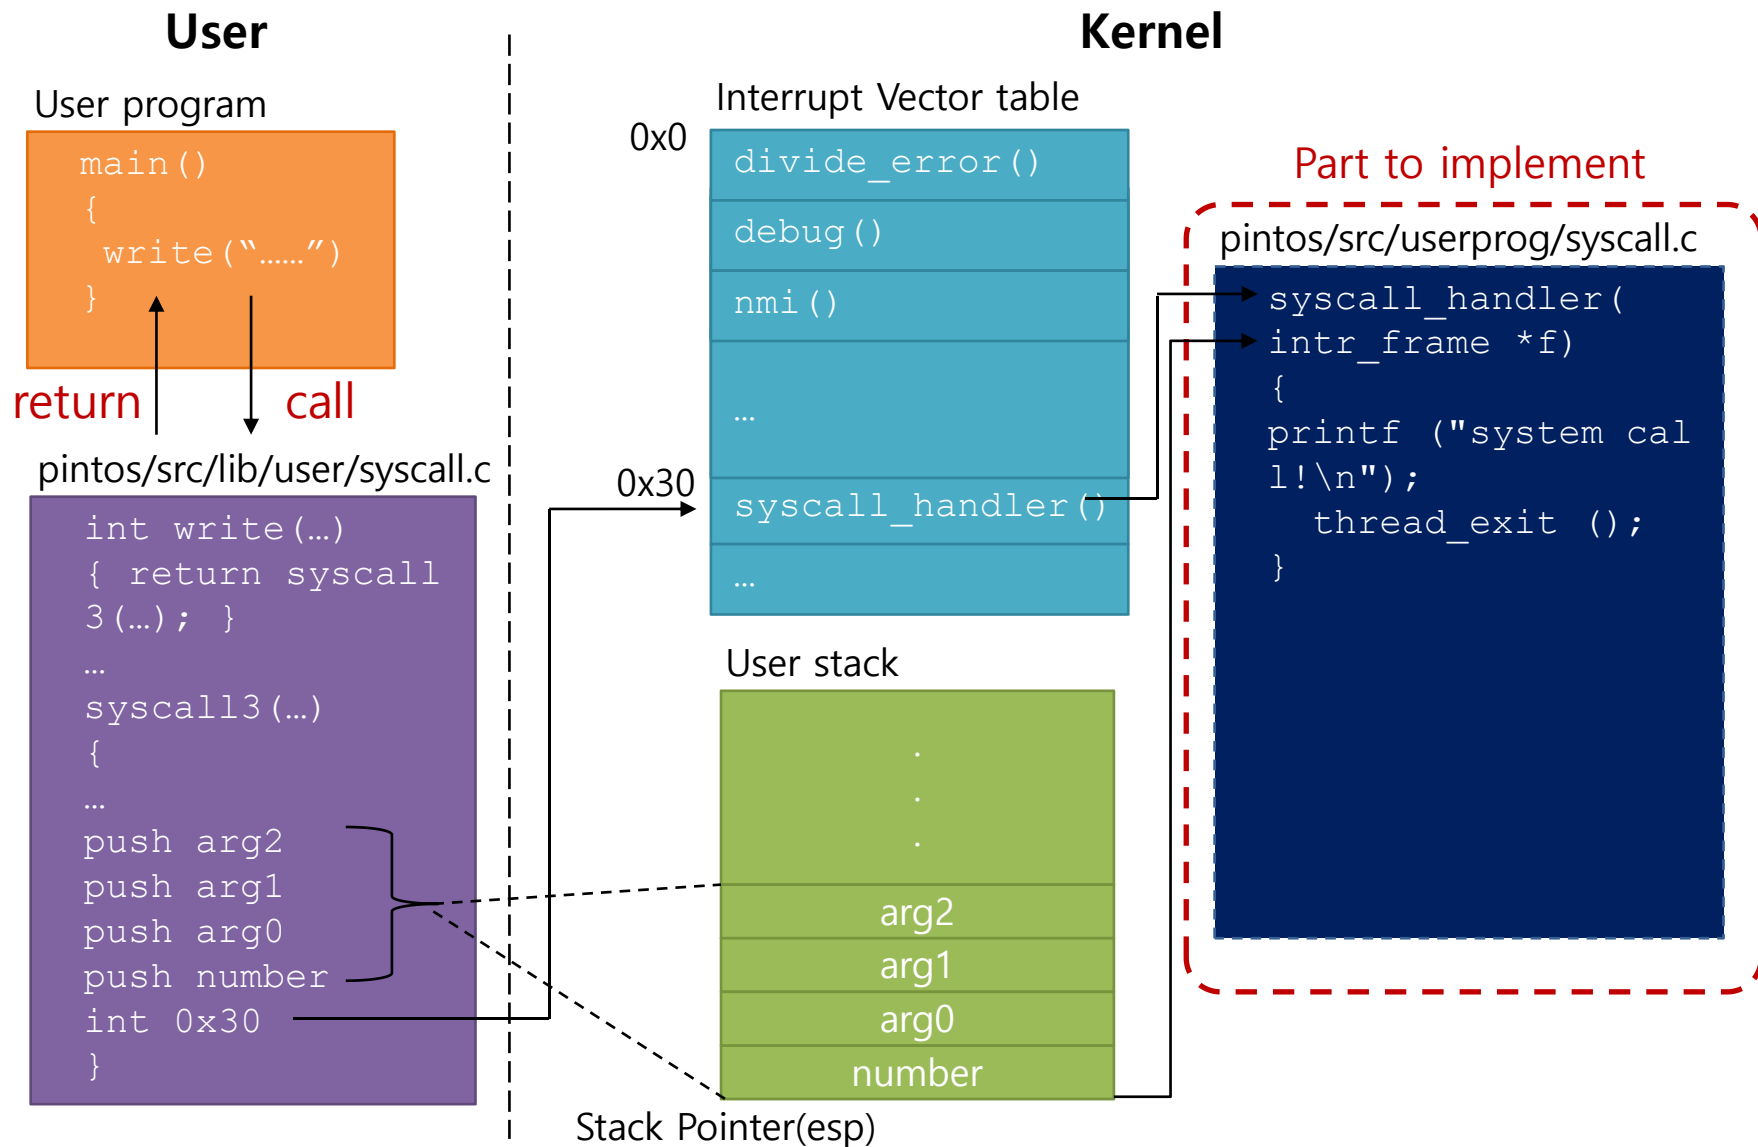 User
User program
main()
{
write(“……”)
}
return
call
pintos/src/lib/user/syscall.c
int write(…)
{ return syscall
3(…); }
…
syscall3(…)
{
…
push arg2
push arg1
push arg0
push number
int 0x30
}
Kernel
Interrupt Vector table
0x0
divide_error()
debug()
nmi()
…
0x30
syscall_handler()
…
User stack
.
.
.
arg2
arg1
arg0
number
Stack Pointer(esp)
Part to implement
pintos/src/userprog/syscall.c
syscall_handler(
intr_frame *f)
{
printf ("system cal
l!\n");
thread_exit ();
}